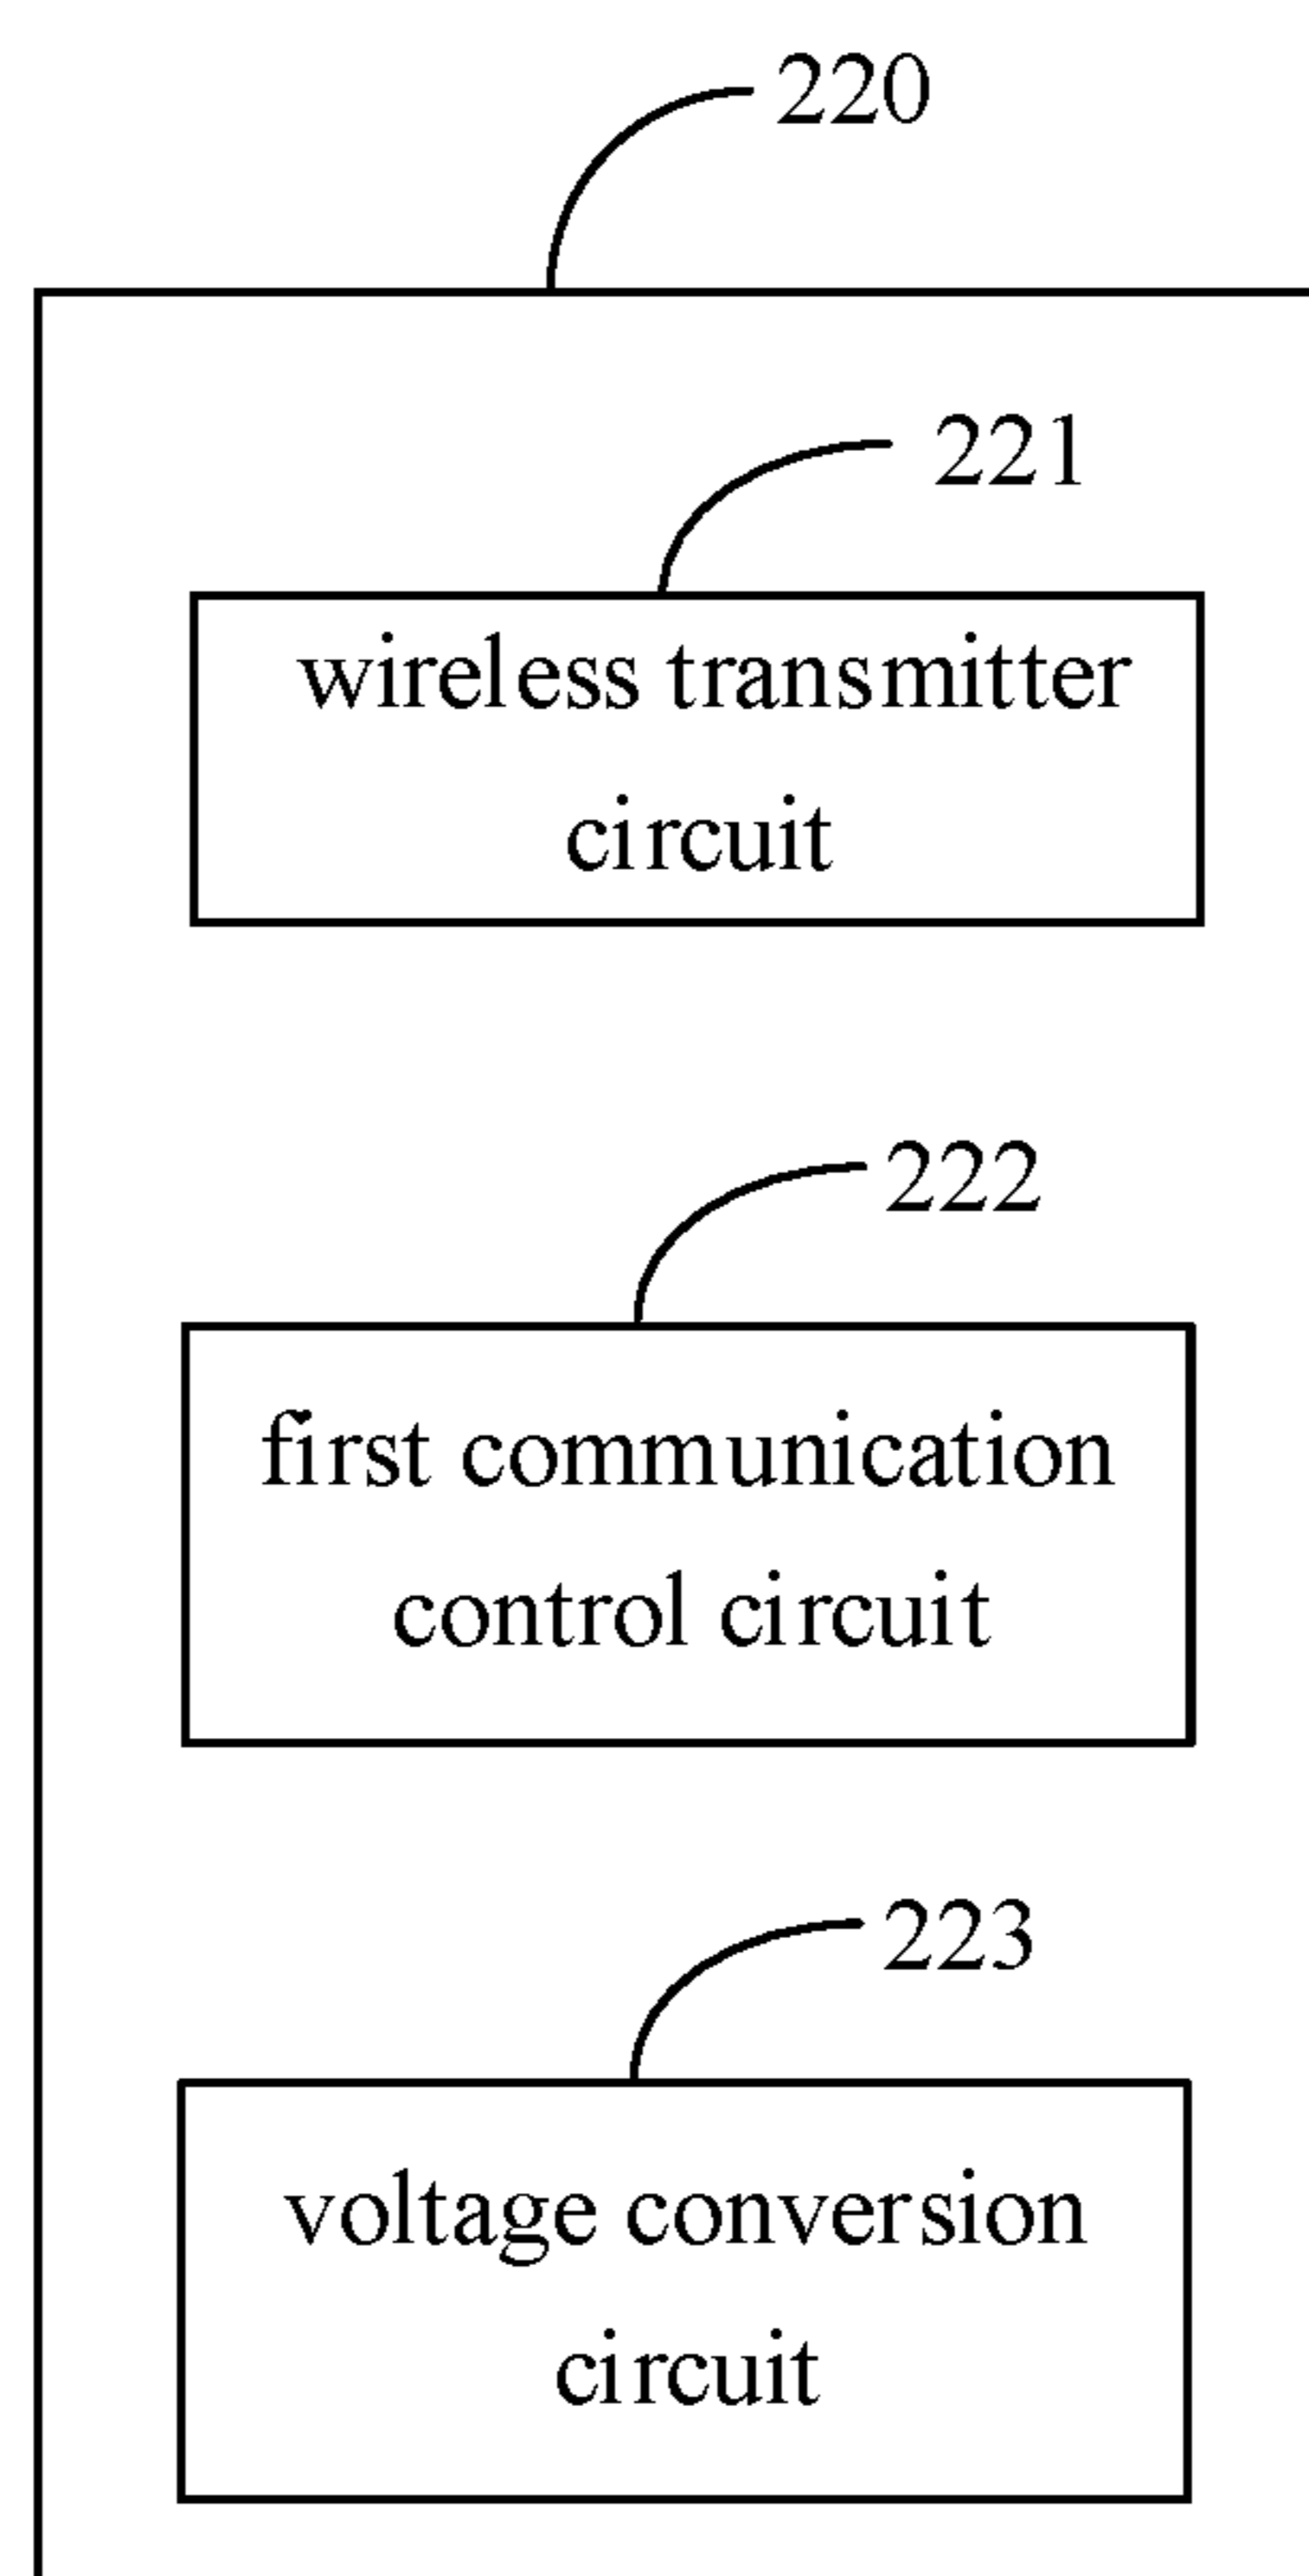 220
221
wireless transmitter
circuit
222
first communication
control circuit
223
voltage conversion
circuit